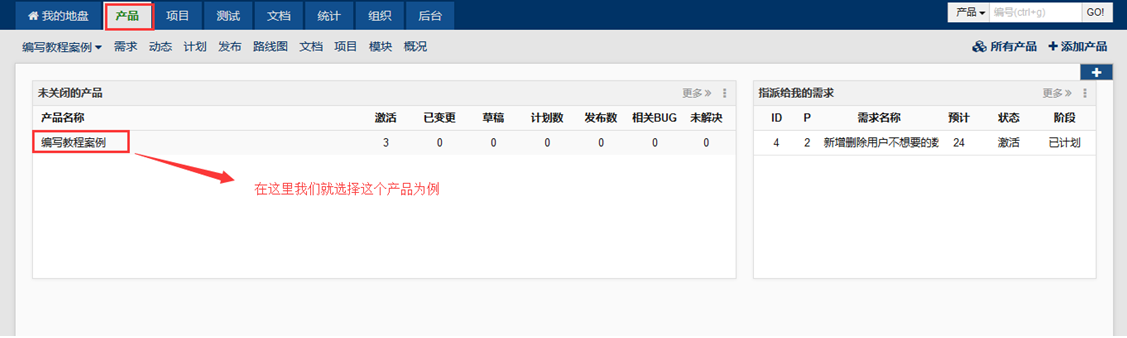 我的地盘 产品 项目 测试 文档 统计 组织 后台 产品 编号(ctrl+g) GO!
编写教程案例 需求 动态 计划 发布 路线图 文档 项目 模块 概况 所有产品 添加产品
未关闭的产品 更多
产品名称 激活 已变更 草稿 计划数 发布数 相关BUG 未解决
编写教程案例 3 0 0 0 0 0 0
在这里我们就选择这个产品为例
指派给我的需求 更多
ID P 需求名称 预计 状态 阶段
4 2 新增删除用户不想要的数 24 激活 已计划